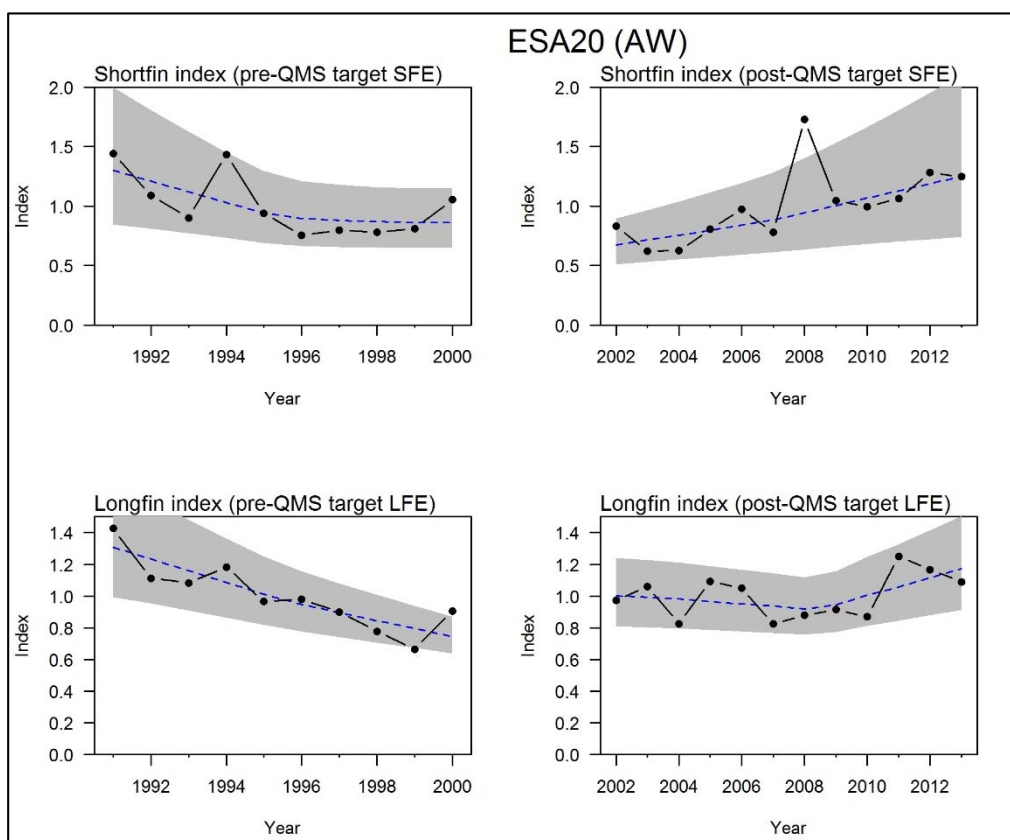 ESA20 (AW)
Shortfin index (pre-QMS target SFE)
2.0
1.5
1.0
0.5
0.0
Index
1992 1994 1996 1998 2000
Year
Shortfin index (post-QMS target SFE)
2.0
1.5
1.0
0.5
0.0
Index
2002 2004 2006 2008 2010 2012
Year
Longfin index (pre-QMS target LFE)
1.4
1.2
1.0
0.8
0.6
0.4
0.2
0.0
Index
1992 1994 1996 1998 2000
Year
Longfin index (post-QMS target LFE)
1.4
1.2
1.0
0.8
0.6
0.4
0.2
0.0
Index
2002 2004 2006 2008 2010 2012
Year